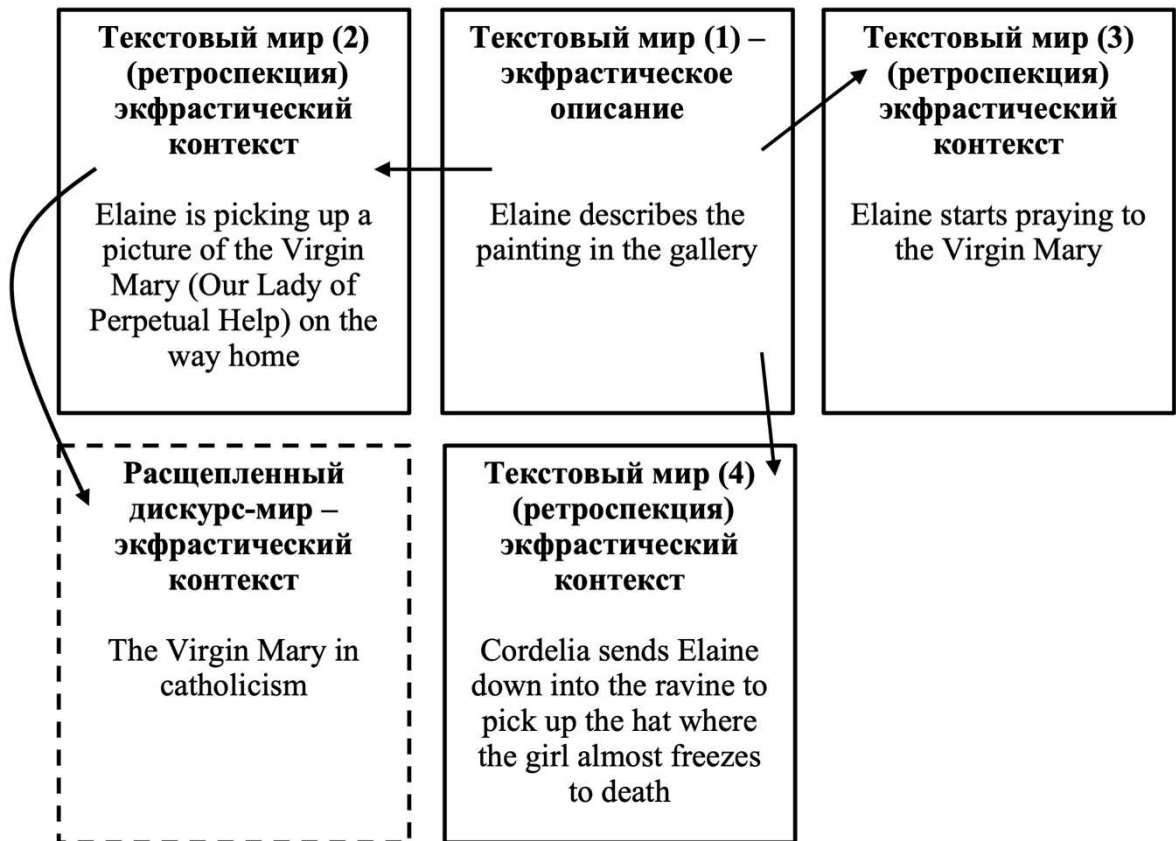 Текстовый мир (2)
(ретроспекция)
экфрастический
контекст
Elaine is picking up a
picture of the Virgin
Mary (Our Lady of
Perpetual Help) on the
way home
Текстовый мир (1) –
экфрастическое
описание
Elaine describes the
painting in the gallery
Текстовый мир (3)
(ретроспекция)
экфрастический
контекст
Elaine starts praying to
the Virgin Mary
Расщепленный
дискурс-мир –
экфрастический
контекст
The Virgin Mary in
catholicism
Текстовый мир (4)
(ретроспекция)
экфрастический
контекст
Cordelia sends Elaine
down into the ravine to
pick up the hat where
the girl almost freezes
to death